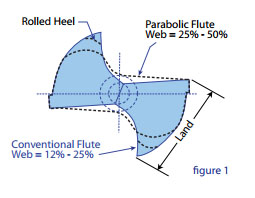 Rolled Heel
Parabolic Flute
Web = 25% - 50%
Land
Conventional Flute
Web = 12% - 25%
figure 1